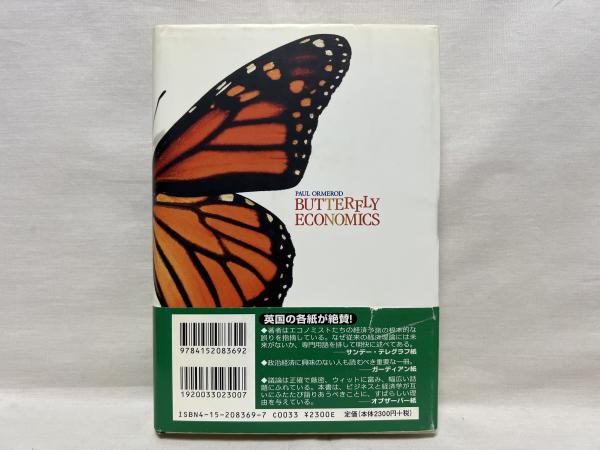 PAUL ORMEROD
BUTTERFLY
ECONOMICS
英国の各紙が絶賛!
◆著者はエコノミストたちの経済予測の根本的な
誤りを指摘している。なぜ従来の経済理論には未
来がないか、専門用語を排して明快に述べてある。
——サンデー・テレグラフ紙
◆政治経済に興味のない人も読むべき重要な一冊。
——ガーディアン紙
◆議論は正確で厳密、ウィットに富み、幅広い話
題にふれている。本書は、ビジネスと経済学が互
いにふたたび語りあうべきことに、すばらしい理
由を与えている。
——オブザーバー紙
9784152083692
1920033023007
ISBN4-15-208369-7 C0033 ¥2300E 定価(本体2300円+税)